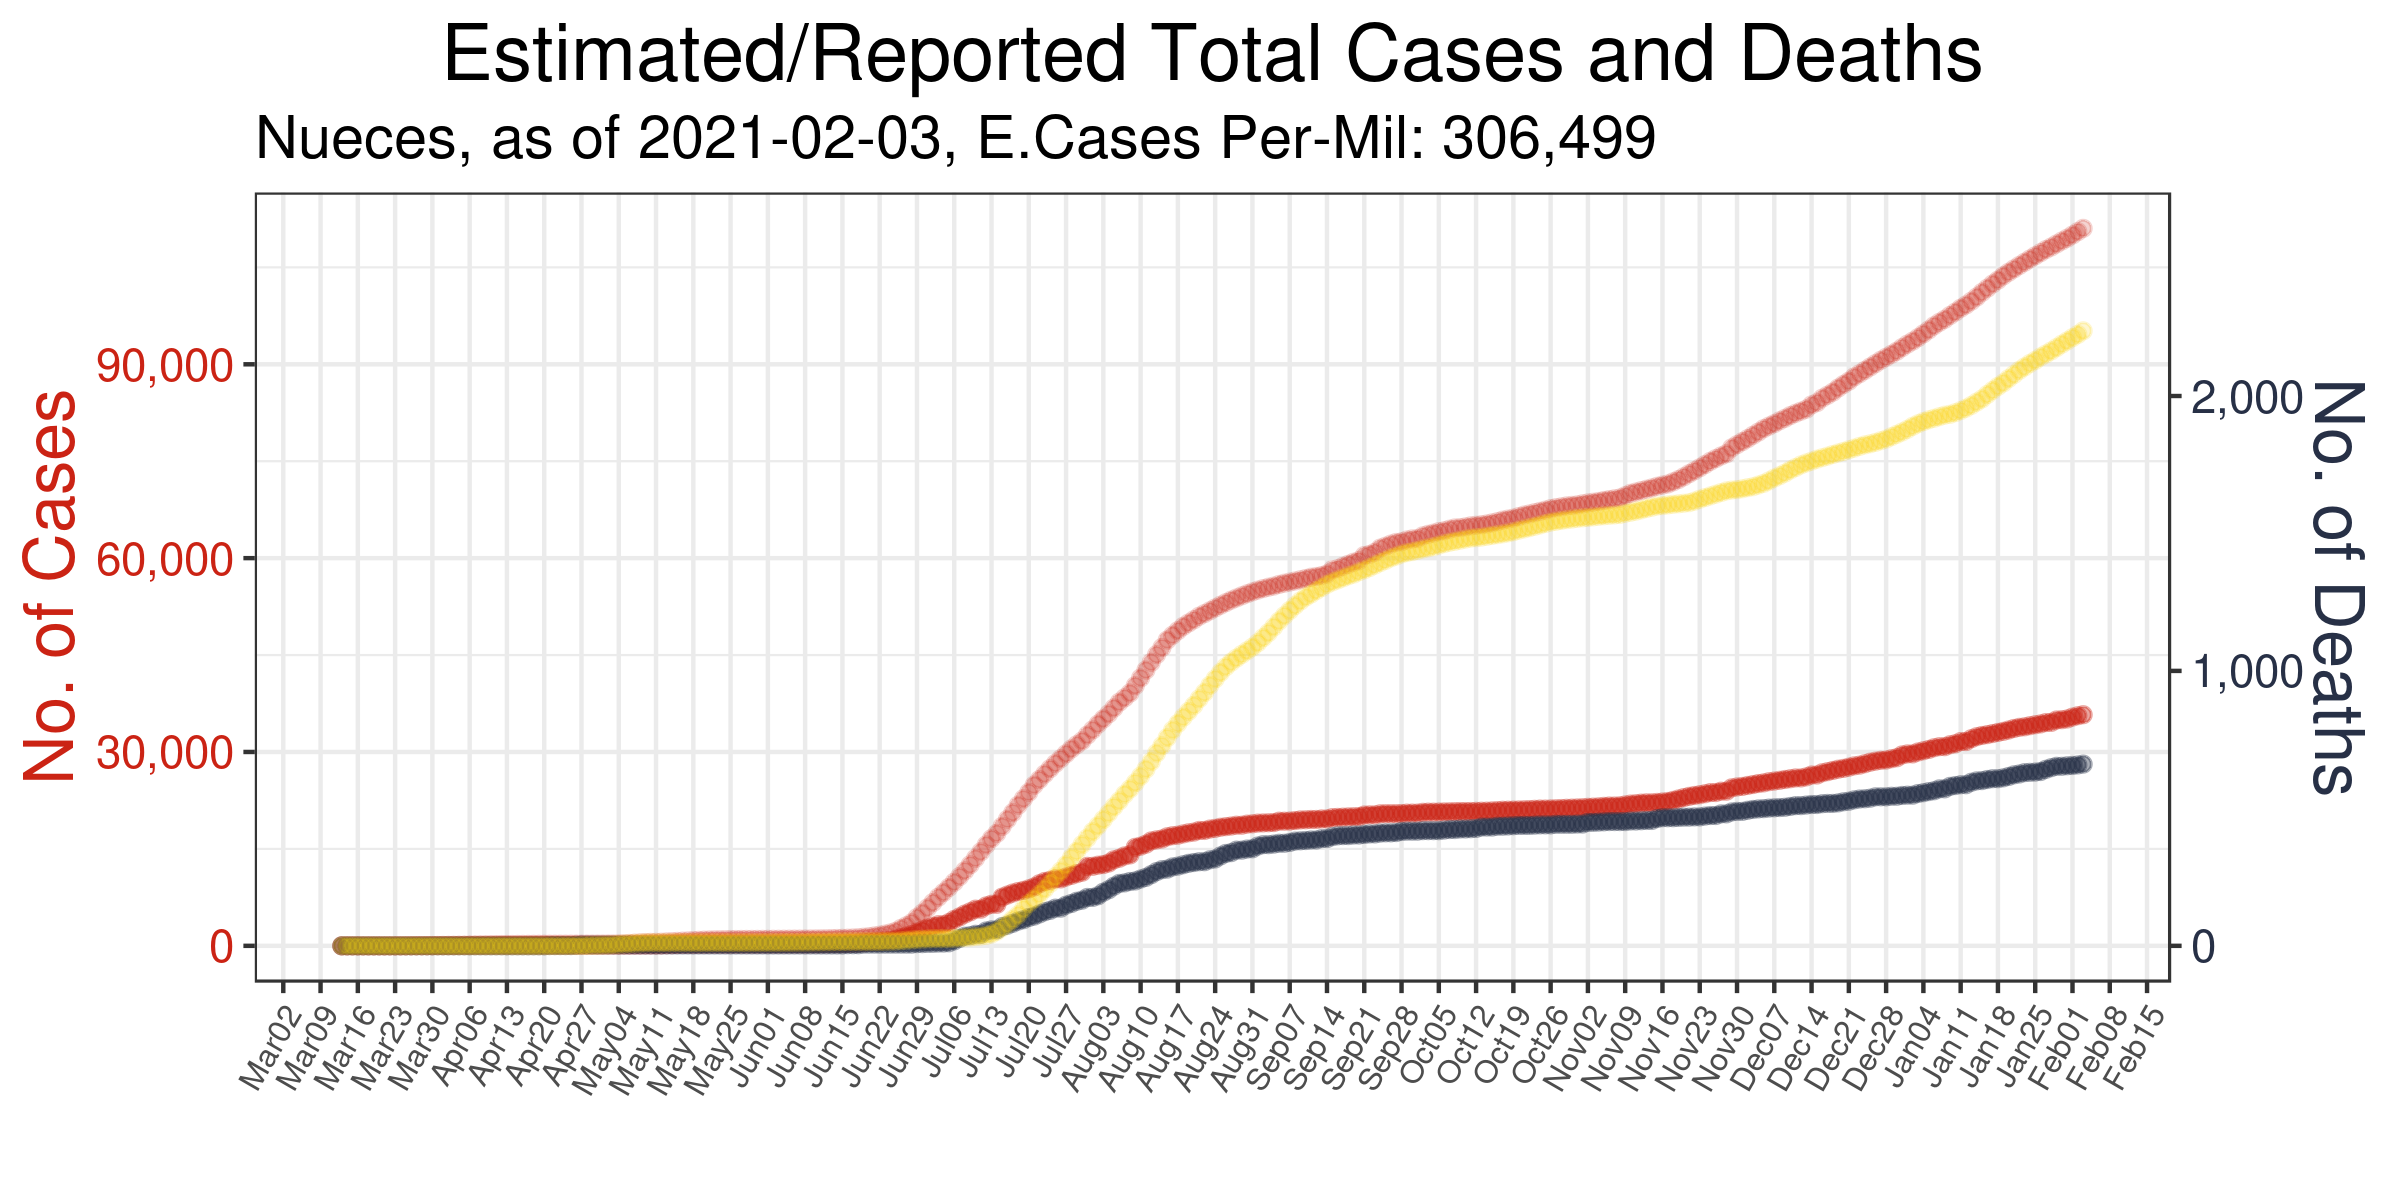 Estimated/Reported Total Cases and Deaths
Nueces, as of 2021-02-03, E.Cases Per-Mil: 306,499
No. of Cases
90,000
60,000
30,000
0
2,000
1,000
0
No. of Deaths
Mar02
Mar09
Mar16
Mar23
Mar30
Apr06
Apr13
Apr20
Apr27
May04
May11
May18
May25
Jun01
Jun08
Jun15
Jun22
Jun29
Jul06
Jul13
Jul20
Jul27
Aug03
Aug10
Aug17
Aug24
Aug31
Sep07
Sep14
Sep21
Sep28
Oct05
Oct12
Oct19
Oct26
Nov02
Nov09
Nov16
Nov23
Nov30
Dec07
Dec14
Dec21
Dec28
Jan04
Jan11
Jan18
Jan25
Feb01
Feb08
Feb15